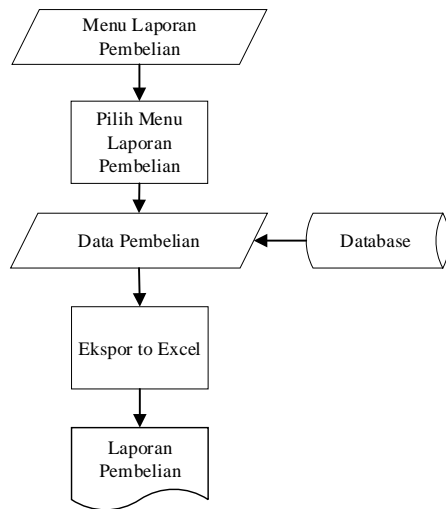 Menu Laporan
Pembelian
Pilih Menu
Laporan
Pembelian
Data Pembelian
Database
Ekspor to Excel
Laporan
Pembelian